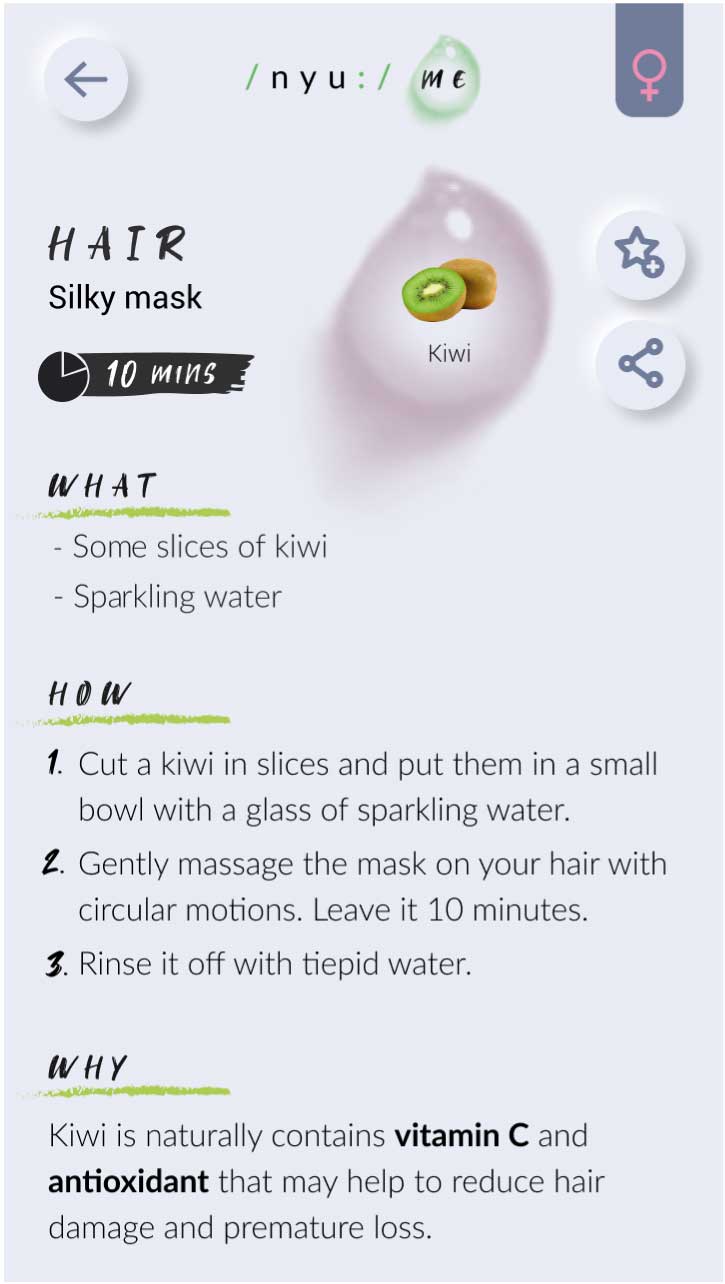 / n y u : / ME
HAIR
Silky mask
Kiwi
10 mins
WHAT
- Some slices of kiwi
- Sparkling water
HOW
1. Cut a kiwi in slices and put them in a small
bowl with a glass of sparkling water.
2. Gently massage the mask on your hair with
circular motions. Leave it 10 minutes.
3. Rinse it off with tiepid water.
WHY
Kiwi is naturally contains vitamin C and
antioxidant that may help to reduce hair
damage and premature loss.